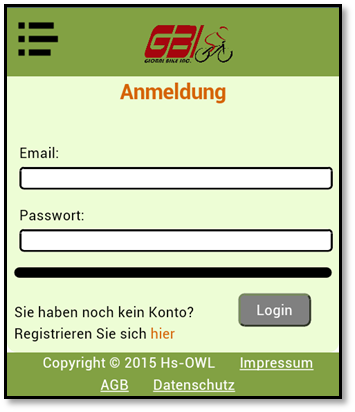 GBI
GIORRI BIKE INC.
Anmeldung
Email:
Passwort:
Sie haben noch kein Konto?
Login
Registrieren Sie sich hier
Copyright © 2015 Hs-OWL Impressum
AGB Datenschutz